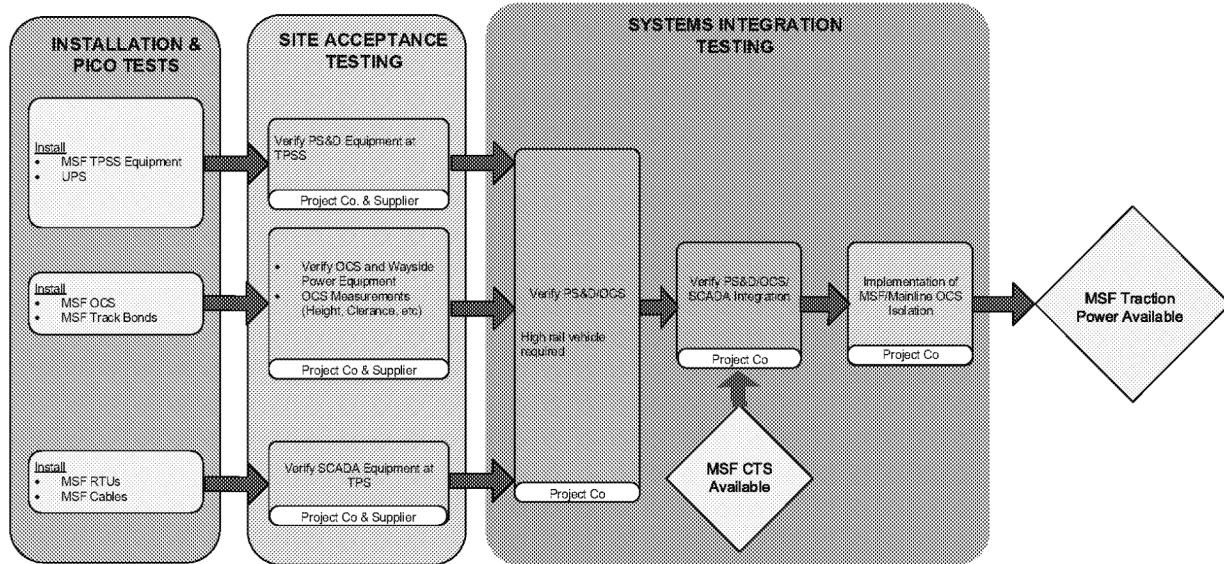 INSTALLATION &
PICO TESTS
Install
• MSF TPSS Equipment
• UPS
Install
• MSF OCS
• MSF Track Bonds
Install
• MSF RTUs
• MSF Cables
SITE ACCEPTANCE
TESTING
Verify PS&D Equipment at
TPSS
Project Co. & Supplier
• Verify OCS and Wayside
Power Equipment
• OCS Measurements
(Height, Clerance, etc)
Project Co & Supplier
Verify SCADA Equipment at
TPS
Project Co & Supplier
SYSTEMS INTEGRATION
TESTING
Verify PS&D/OCS
High rail vehicle
required
Project Co
Verify PS&D/OCS/
SCADA Integration
Project Co
MSF CTS
Available
Implementation of
MSF/Mainline OCS
Isolation
Project Co
MSF Traction
Power Available